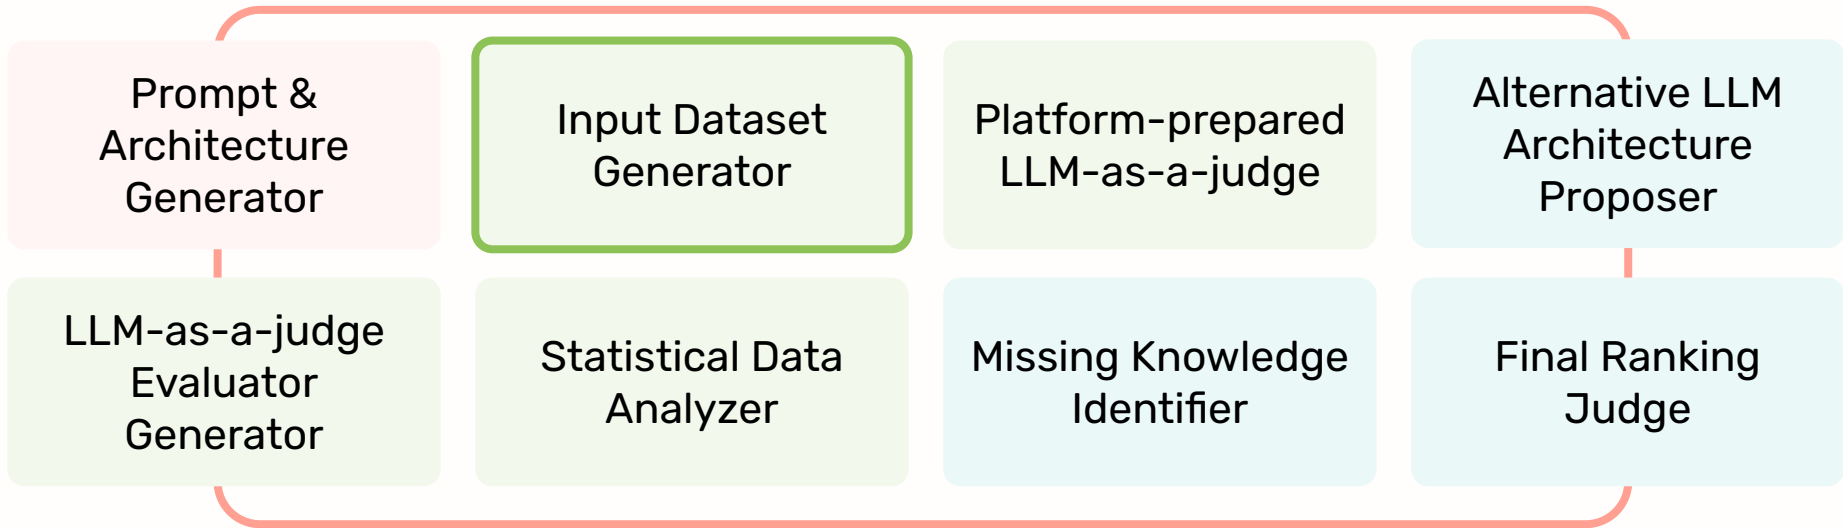 Prompt &
Architecture
Generator
Input Dataset
Generator
Platform-prepared
LLM-as-a-judge
Alternative LLM
Architecture
Proposer
LLM-as-a-judge
Evaluator
Generator
Statistical Data
Analyzer
Missing Knowledge
Identifier
Final Ranking
Judge